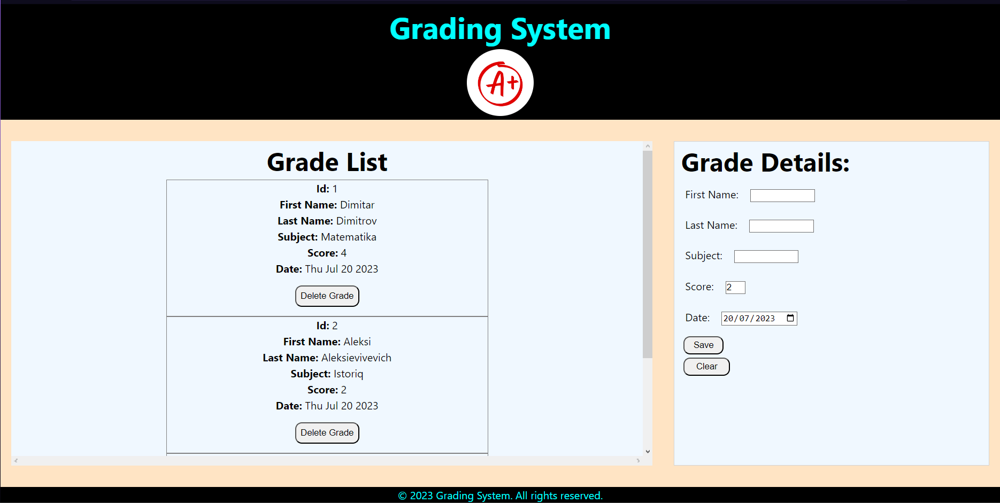 Grading System
A+
Grade List
Id: 1
First Name: Dimitar
Last Name: Dimitrov
Subject: Matematika
Score: 4
Date: Thu Jul 20 2023
Delete Grade
Id: 2
First Name: Aleksi
Last Name: Aleksievivevich
Subject: Istoriq
Score: 2
Date: Thu Jul 20 2023
Delete Grade
Grade Details:
First Name:
Last Name:
Subject:
Score: 2
Date: 20/07/2023
Save
Clear
© 2023 Grading System. All rights reserved.